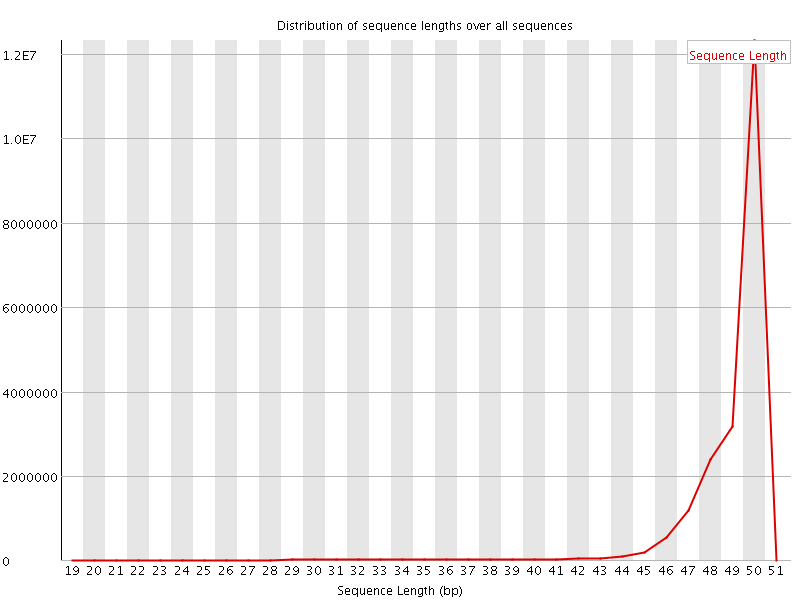 Distribution of sequence lengths over all sequences
Sequence Length
1.2E7
1.0E7
8000000
6000000
4000000
2000000
0
19 20 21 22 23 24 25 26 27 28 29 30 31 32 33 34 35 36 37 38 39 40 41 42 43 44 45 46 47 48 49 50 51
Sequence Length (bp)